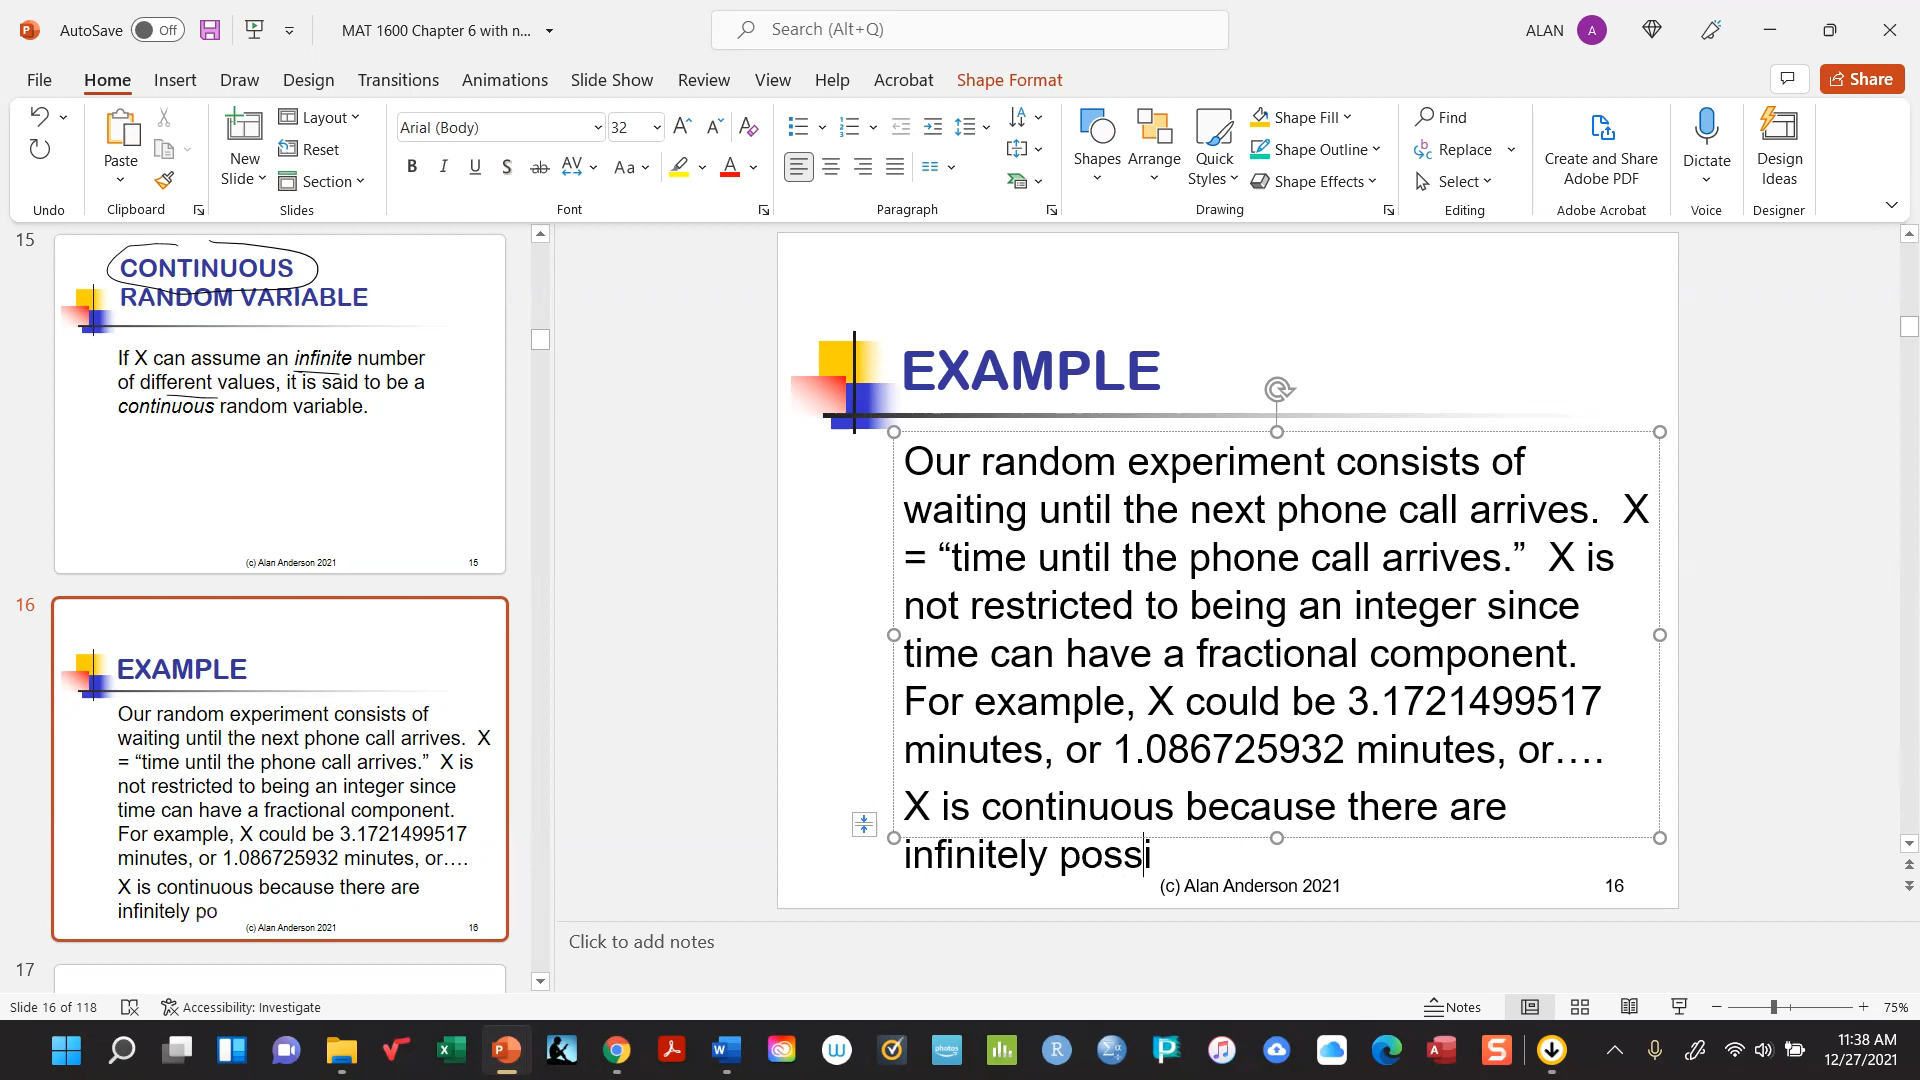 AutoSave Off
MAT 1600 Chapter 6 with n...
Search (Alt+Q)
ALAN A
File Home Insert Draw Design Transitions Animations Slide Show Review View Help Acrobat Shape Format
Share
Paste
New Slide
Layout
Reset
Section
Arial (Body) 32
B I U S ab AV Aa A
Shapes
Arrange
Quick Styles
Shape Fill
Shape Outline
Shape Effects
Find
Replace
Select
Create and Share Adobe PDF
Dictate
Design Ideas
Undo Clipboard Slides Font Paragraph Drawing Editing Adobe Acrobat Voice Designer
15
CONTINUOUS
RANDOM VARIABLE
If X can assume an infinite number
of different values, it is said to be a
continuous random variable.
(c) Alan Anderson 2021 15
16
EXAMPLE
Our random experiment consists of
waiting until the next phone call arrives.  X
= “time until the phone call arrives.”  X is
not restricted to being an integer since
time can have a fractional component.
For example, X could be 3.1721499517
minutes, or 1.086725932 minutes, or….
X is continuous because there are
infinitely po
(c) Alan Anderson 2021 16
17
EXAMPLE
Our random experiment consists of
waiting until the next phone call arrives.  X
= “time until the phone call arrives.”  X is
not restricted to being an integer since
time can have a fractional component.
For example, X could be 3.1721499517
minutes, or 1.086725932 minutes, or….
X is continuous because there are
infinitely possi
(c) Alan Anderson 2021 16
Click to add notes
Slide 16 of 118 Accessibility: Investigate Notes 75%
11:38 AM
12/27/2021